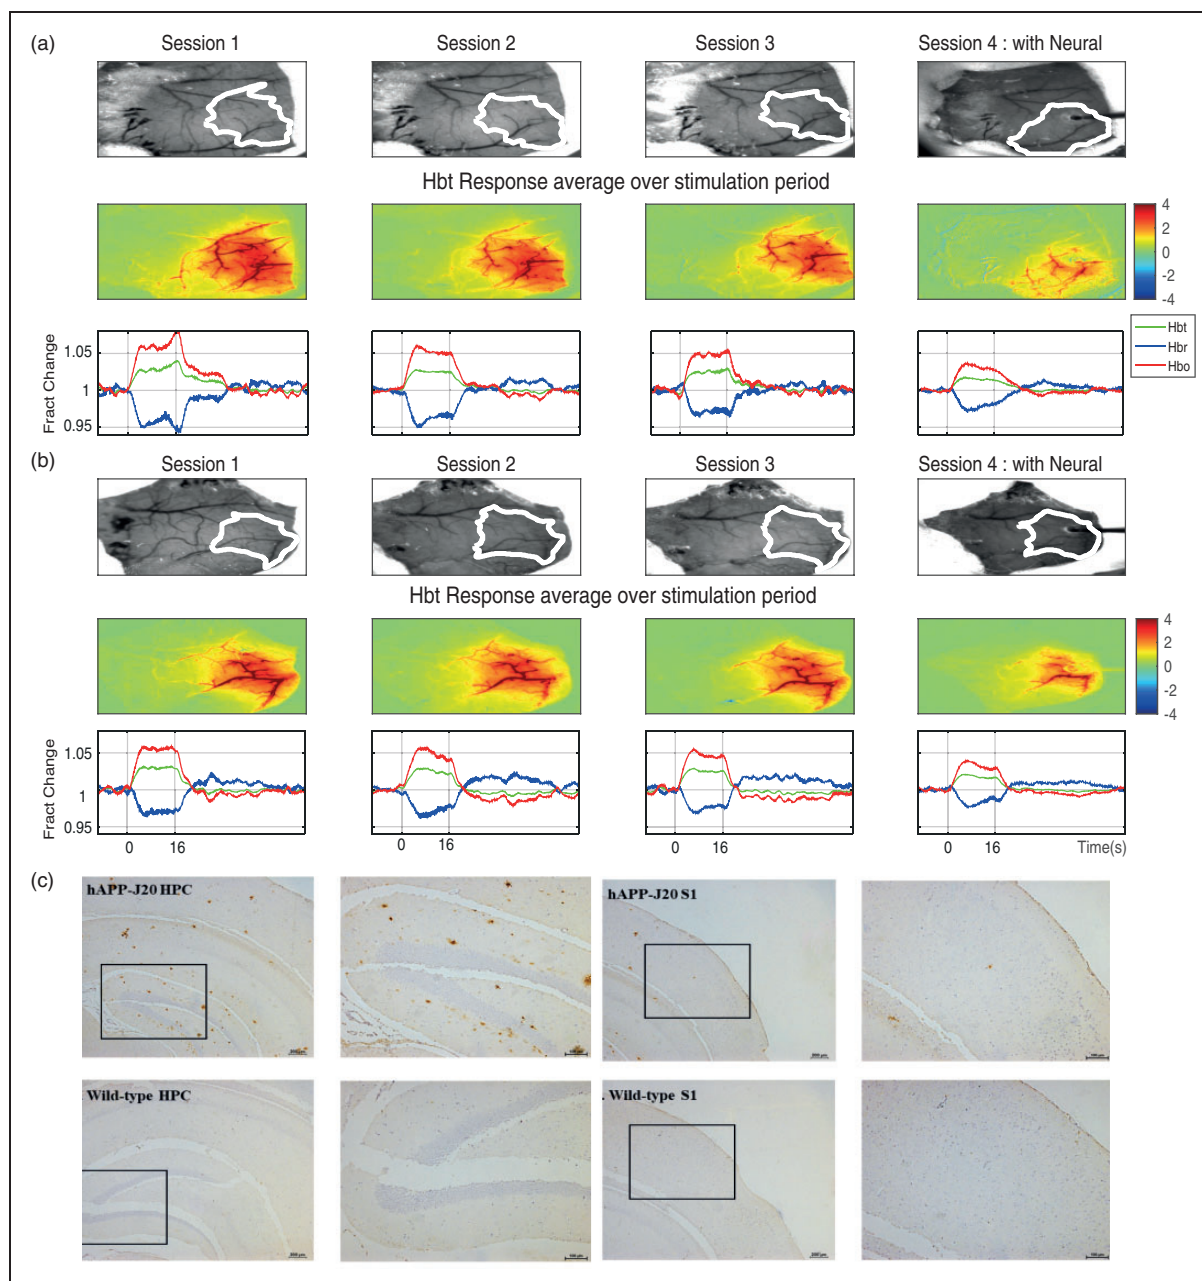 (a)
Session 1
Session 2
Session 3
Session 4 : with Neural
Hbt Response average over stimulation period
4
2
0
-2
-4
Hbt
Hbr
Hbo
Fract Change
1.05
1
0.95
(b)
Session 1
Session 2
Session 3
Session 4 : with Neural
Hbt Response average over stimulation period
4
2
0
-2
-4
Fract Change
1.05
1
0.95
0 16
0 16
0 16
0 16 Time(s)
(c)
hAPP-J20 HPC
hAPP-J20 S1
Wild-type HPC
. Wild-type S1